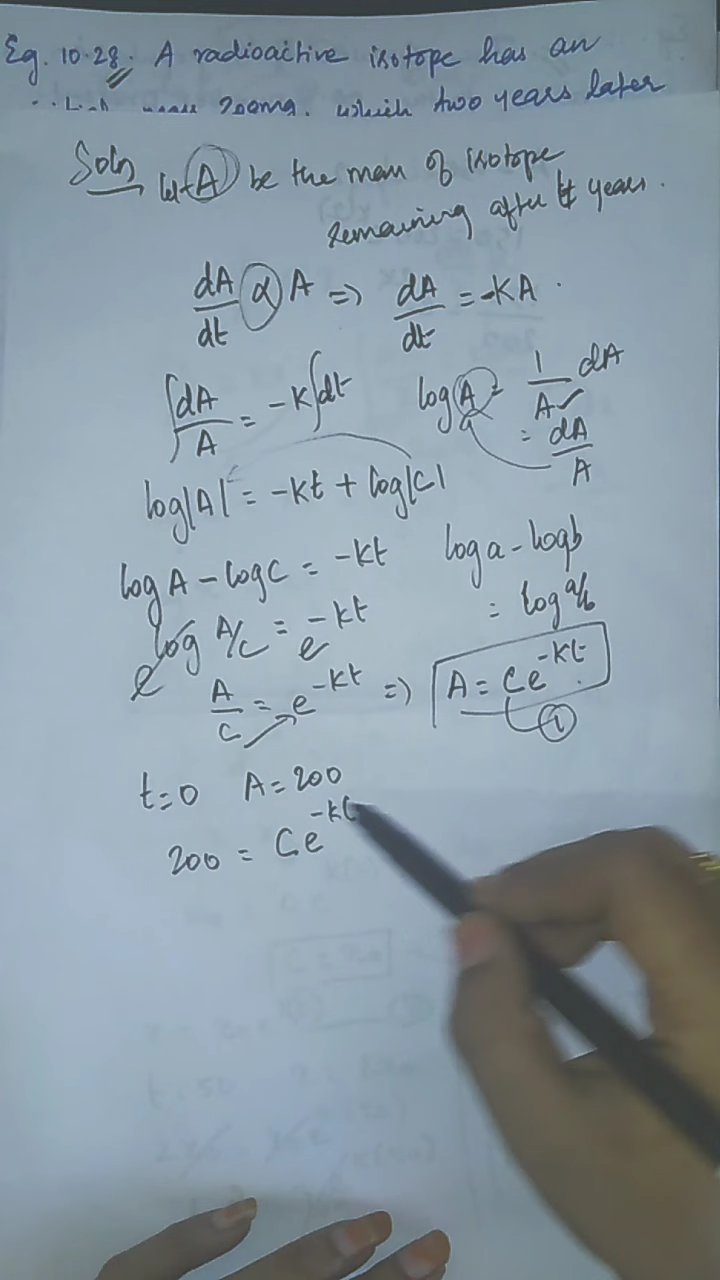 Eg. 10.28. A radioactive isotope has an
200mg. which two years later
Soln let A be the mass of isotope
remaining after t years.
dA/dt ∝ A => dA/dt = -KA.
∫dA/A = -K∫dt log A = 1/A dA
= dA/A
log|A| = -kt + log|C|
log A - log C = -kt log a - log b
= log a/b
e^log A/C = e^-kt
A/C = e^-kt => A = Ce^-kt
①
t=0 A=200
200 = Ce^-k(